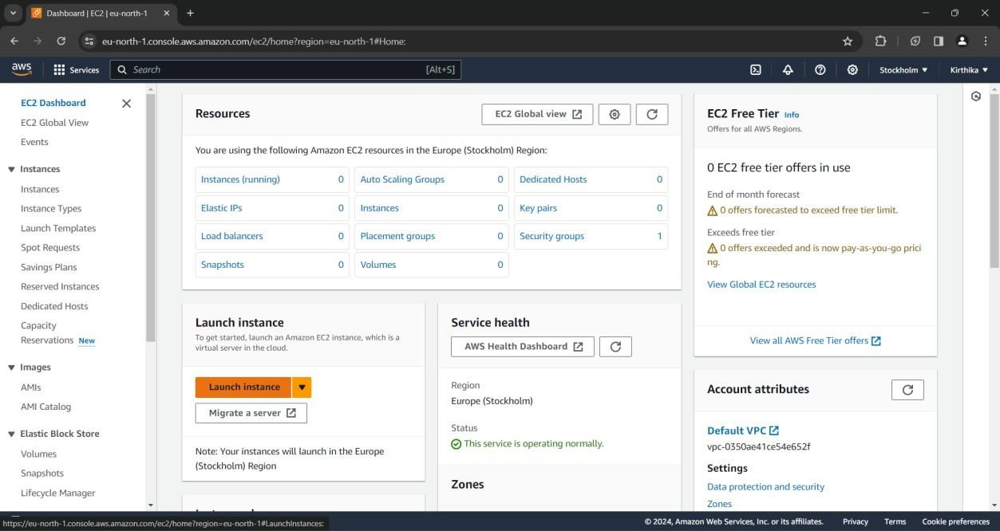 Dashboard | EC2 | eu-north-1
eu-north-1.console.aws.amazon.com/ec2/home?region=eu-north-1#Home:
aws
Services
Search
[Alt+S]
Stockholm
Kirthika
EC2 Dashboard
EC2 Global View
Events
Instances
Instances
Instance Types
Launch Templates
Spot Requests
Savings Plans
Reserved Instances
Dedicated Hosts
Capacity
Reservations New
Images
AMIs
AMI Catalog
Elastic Block Store
Volumes
Snapshots
Lifecycle Manager
Resources
EC2 Global view
You are using the following Amazon EC2 resources in the Europe (Stockholm) Region:
Instances (running) 0
Auto Scaling Groups 0
Dedicated Hosts 0
Elastic IPs 0
Instances 0
Key pairs 0
Load balancers 0
Placement groups 0
Security groups 1
Snapshots 0
Volumes 0
Launch instance
To get started, launch an Amazon EC2 instance, which is a
virtual server in the cloud.
Launch instance
Migrate a server
Note: Your instances will launch in the Europe
(Stockholm) Region
Service health
AWS Health Dashboard
Region
Europe (Stockholm)
Status
This service is operating normally.
Zones
EC2 Free Tier Info
Offers for all AWS Regions.
0 EC2 free tier offers in use
End of month forecast
0 offers forecasted to exceed free tier limit.
Exceeds free tier
0 offers exceeded and is now pay-as-you-go prici
ng.
View Global EC2 resources
View all AWS Free Tier offers
Account attributes
Default VPC
vpc-0350ae41ce54e652f
Settings
Data protection and security
Zones
https://eu-north-1.console.aws.amazon.com/ec2/home?region=eu-north-1#LaunchInstances:
© 2024, Amazon Web Services, Inc. or its affiliates.
Privacy
Terms
Cookie preferences